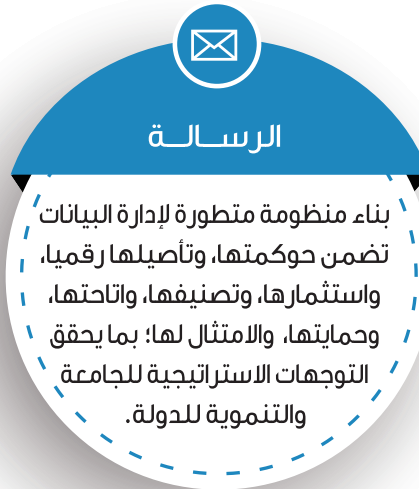 الرســالــة
بناء منظومة متطورة لإدارة البيانات
تضمن حوكمتها، وتأصيلها رقميا،
واستثمارها، وتصنيفها، واتاحتها،
وحمايتها، والامتثال لها؛ بما يحقق
التوجهات الاستراتيجية للجامعة
والتنموية للدولة.